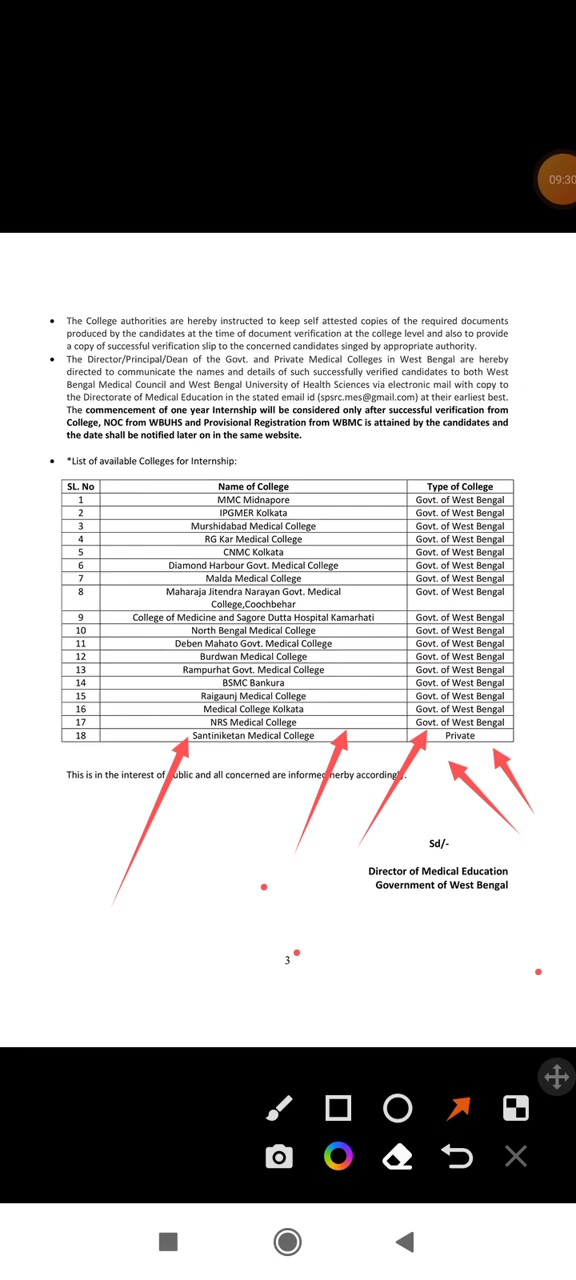 09:30
• The College authorities are hereby instructed to keep self attested copies of the required documents
produced by the candidates at the time of document verification at the college level and also to provide
a copy of successful verification slip to the concerned candidates singed by appropriate authority.
• The Director/Principal/Dean of the Govt. and Private Medical Colleges in West Bengal are hereby
directed to communicate the names and details of such successfully verified candidates to both West
Bengal Medical Council and West Bengal University of Health Sciences via electronic mail with copy to
the Directorate of Medical Education in the stated email id (spsrc.mes@gmail.com) at their earliest best.
The commencement of one year Internship will be considered only after successful verification from
College, NOC from WBUHS and Provisional Registration from WBMC is attained by the candidates and
the date shall be notified later on in the same website.
• *List of available Colleges for Internship:
SL. No Name of College Type of College
1 MMC Midnapore Govt. of West Bengal
2 IPGMER Kolkata Govt. of West Bengal
3 Murshidabad Medical College Govt. of West Bengal
4 RG Kar Medical College Govt. of West Bengal
5 CNMC Kolkata Govt. of West Bengal
6 Diamond Harbour Govt. Medical College Govt. of West Bengal
7 Malda Medical College Govt. of West Bengal
8 Maharaja Jitendra Narayan Govt. Medical Govt. of West Bengal
College,Coochbehar
9 College of Medicine and Sagore Dutta Hospital Kamarhati Govt. of West Bengal
10 North Bengal Medical College Govt. of West Bengal
11 Deben Mahato Govt. Medical College Govt. of West Bengal
12 Burdwan Medical College Govt. of West Bengal
13 Rampurhat Govt. Medical College Govt. of West Bengal
14 BSMC Bankura Govt. of West Bengal
15 Raigaunj Medical College Govt. of West Bengal
16 Medical College Kolkata Govt. of West Bengal
17 NRS Medical College Govt. of West Bengal
18 Santiniketan Medical College Private
This is in the interest of public and all concerned are informed herby accordingly.
Sd/-
Director of Medical Education
Government of West Bengal
3